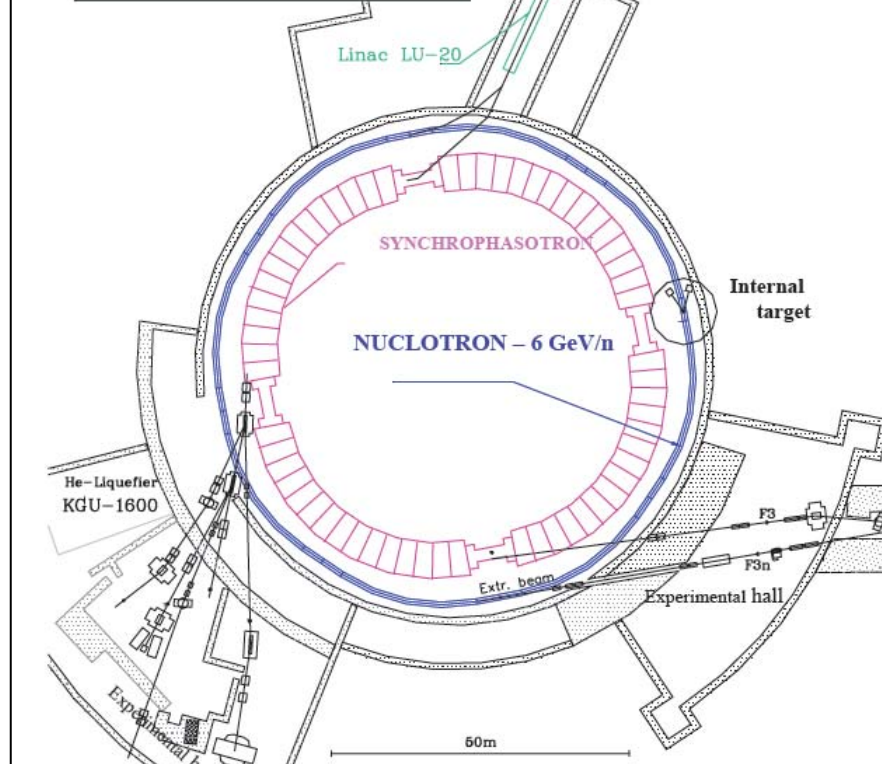 Linac LU-20
SYNCHROPHASOTRON
Internal
target
NUCLOTRON – 6 GeV/n
He-Liquefier
KGU-1600
F3
F3n
Extr. beam
Experimental hall
Experimental h
50m